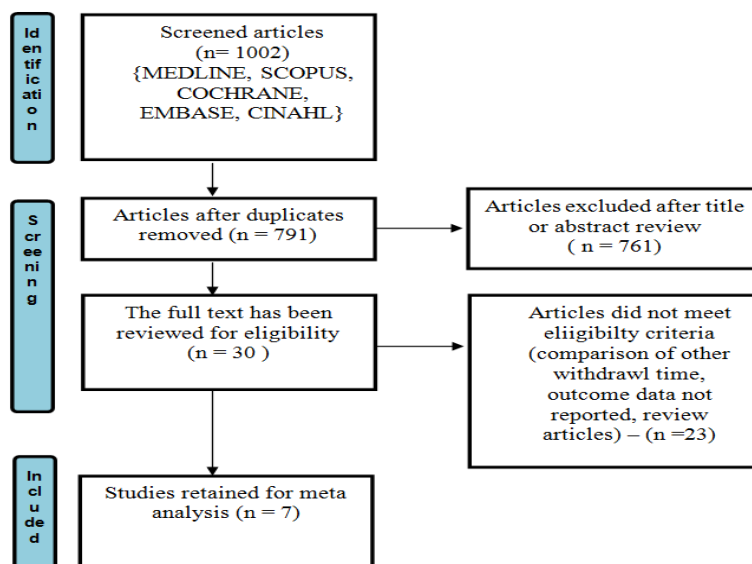 Id
en
tif
ic
ati
o
n
Screened articles
(n= 1002)
{MEDLINE, SCOPUS,
COCHRANE,
EMBASE, CINAHL}
S
cr
ee
ni
n
g
Articles after duplicates
removed (n = 791)
Articles excluded after title
or abstract review
( n = 761)
The full text has been
reviewed for eligibility
(n = 30 )
Articles did not meet
eliigibilty criteria
(comparison of other
withdrawl time,
outcome data not
reported, review
articles) – (n =23)
In
cl
u
de
d
Studies retained for meta
analysis (n = 7)